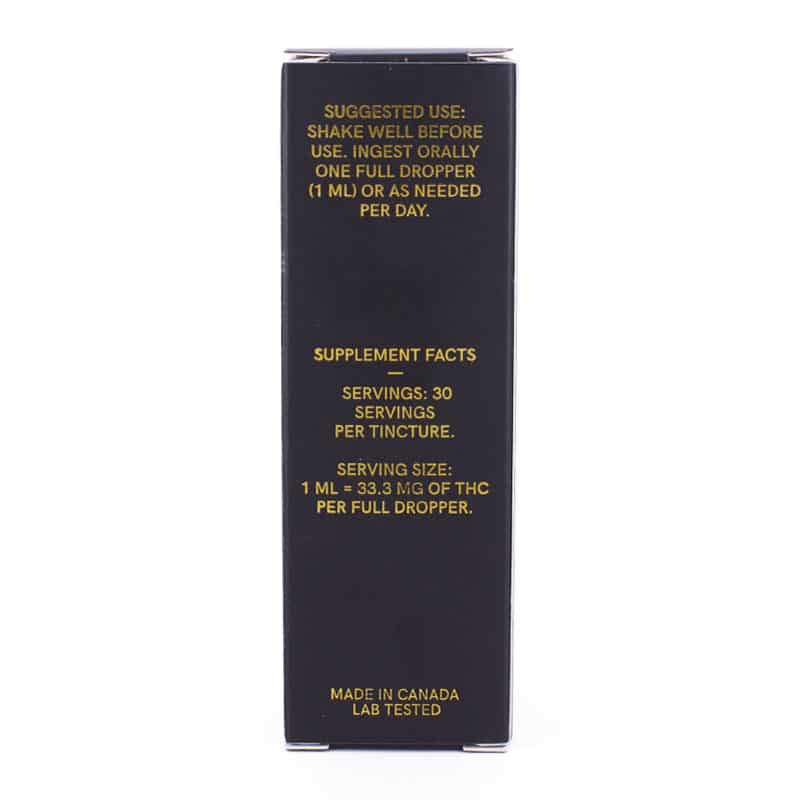 SUGGESTED USE:
SHAKE WELL BEFORE
USE. INGEST ORALLY
ONE FULL DROPPER
(1 ML) OR AS NEEDED
PER DAY.
SUPPLEMENT FACTS
—
SERVINGS: 30
SERVINGS
PER TINCTURE.
SERVING SIZE:
1 ML = 33.3 MG OF THC
PER FULL DROPPER.
MADE IN CANADA
LAB TESTED